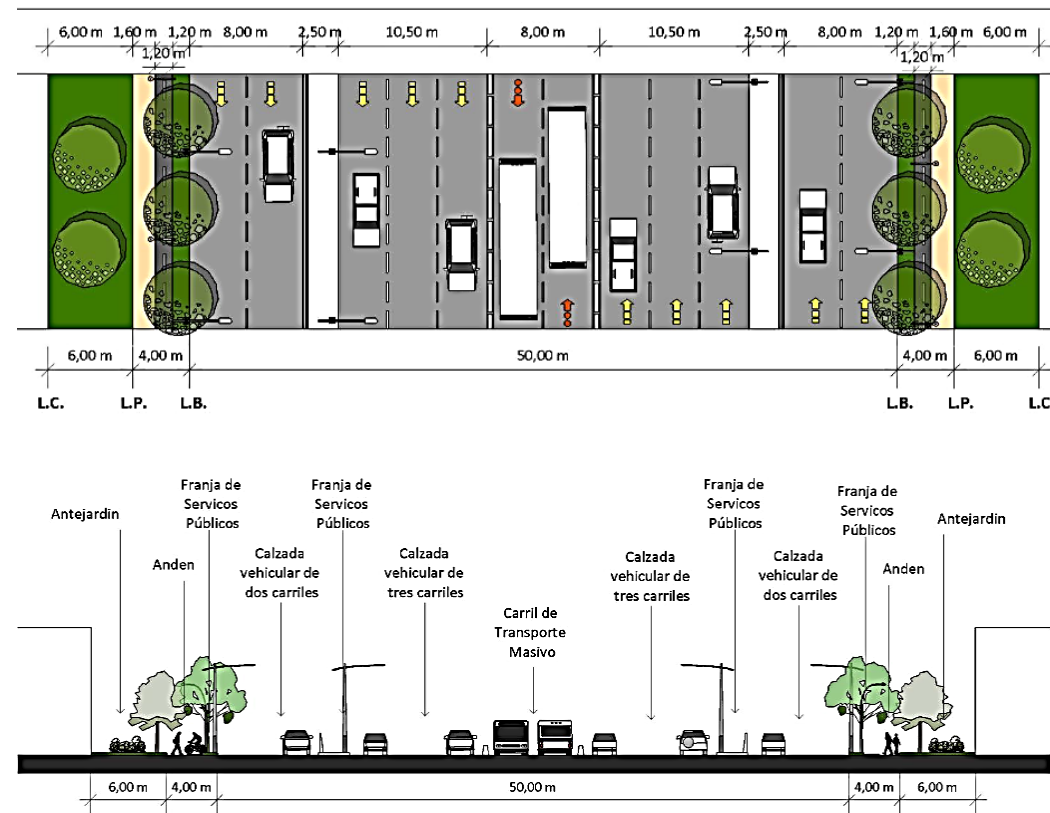 6,00 m 1,60 m 1,20 m 8,00 m 2,50 m 10,50 m 8,00 m 10,50 m 2,50 m 8,00 m 1,20 m 1,60 m 6,00 m
1,20 m 1,20 m
6,00 m 4,00 m 50,00 m 4,00 m 6,00 m
L.C. L.P. L.B. L.B. L.P. L.C
Antejardin
Anden
Franja de
Servicos
Públicos
Calzada
vehicular de
dos carriles
Franja de
Servicos
Públicos
Calzada
vehicular de
tres carriles
Carril de
Transporte
Masivo
Calzada
vehicular de
tres carriles
Franja de
Servicos
Públicos
Calzada
vehicular de
dos carriles
Franja de
Servicos
Públicos
Anden
Antejardin
6,00 m 4,00 m 50,00 m 4,00 m 6,00 m